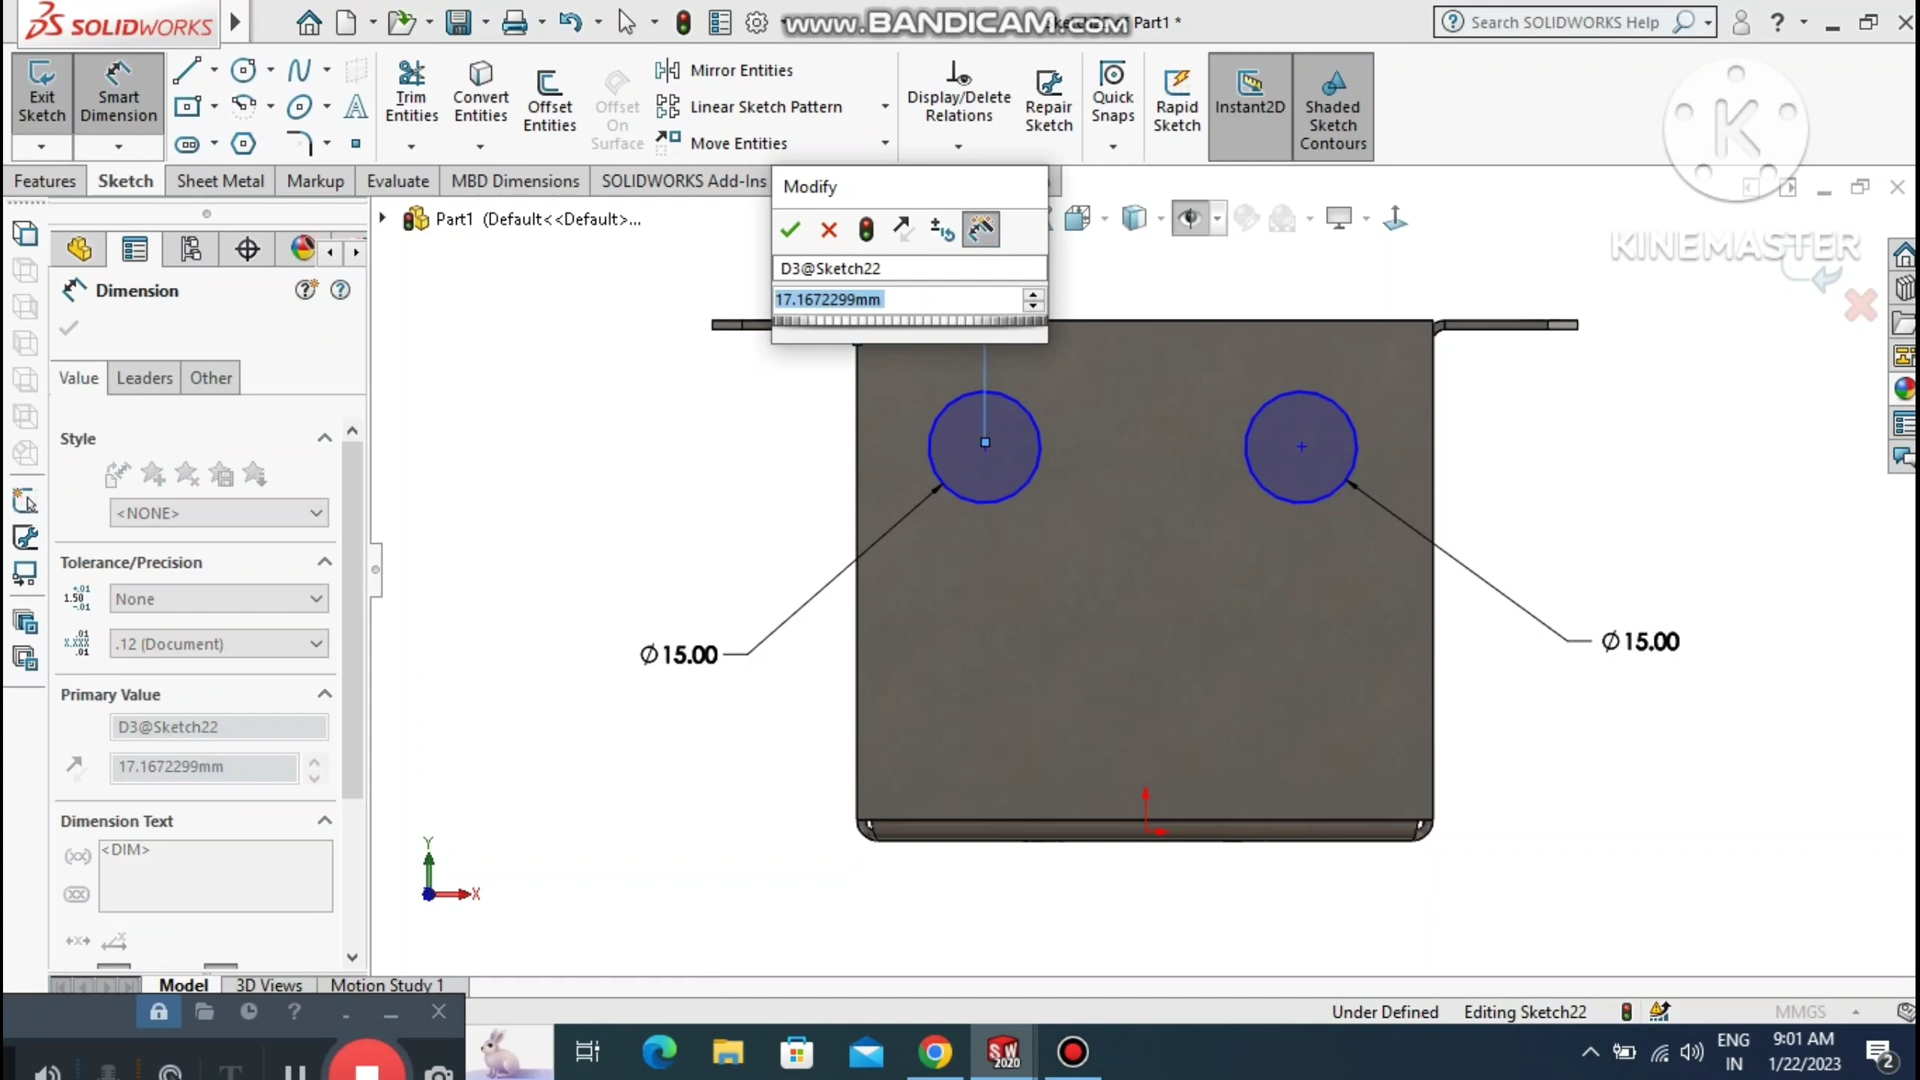 SOLIDWORKS
www.BANDICAM.com
Part1 *
Search SOLIDWORKS Help
Exit Sketch
Smart Dimension
Trim Entities
Convert Entities
Offset Entities
Offset On Surface
Mirror Entities
Linear Sketch Pattern
Move Entities
Display/Delete Relations
Repair Sketch
Quick Snaps
Rapid Sketch
Instant2D
Shaded Sketch Contours
K
KINEMASTER
Features
Sketch
Sheet Metal
Markup
Evaluate
MBD Dimensions
SOLIDWORKS Add-Ins
Part1 (Default<<Default>...
Modify
D3@Sketch22
17.1672299mm
Dimension
Value
Leaders
Other
Style
<NONE>
Tolerance/Precision
None
.12 (Document)
Primary Value
D3@Sketch22
17.1672299mm
Dimension Text
<DIM>
∅15.00
∅15.00
Y
X
Model
3D Views
Motion Study 1
Under Defined
Editing Sketch22
MMGS
SW
2020
ENG
IN
9:01 AM
1/22/2023
2